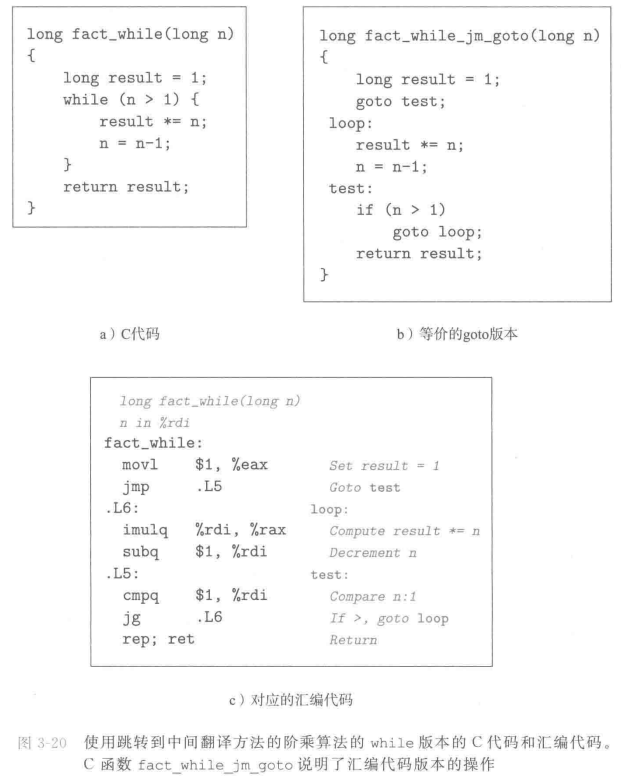 long fact_while(long n)
{
    long result = 1;
    while (n > 1) {
        result *= n;
        n = n-1;
    }
    return result;
}
a）C代码
long fact_while_jm_goto(long n)
{
    long result = 1;
    goto test;
 loop:
    result *= n;
    n = n-1;
 test:
    if (n > 1)
        goto loop;
    return result;
}
b）等价的goto版本
long fact_while(long n)
n in %rdi
fact_while:
  movl    $1, %eax    Set result = 1
  jmp     .L5    Goto test
.L6:    loop:
  imulq   %rdi, %rax    Compute result *= n
  subq    $1, %rdi    Decrement n
.L5:    test:
  cmpq    $1, %rdi    Compare n:1
  jg      .L6    If >, goto loop
  rep; ret    Return
c）对应的汇编代码
图 3-20 使用跳转到中间翻译方法的阶乘算法的 while 版本的 C 代码和汇编代码。
C 函数 fact_while_jm_goto 说明了汇编代码版本的操作